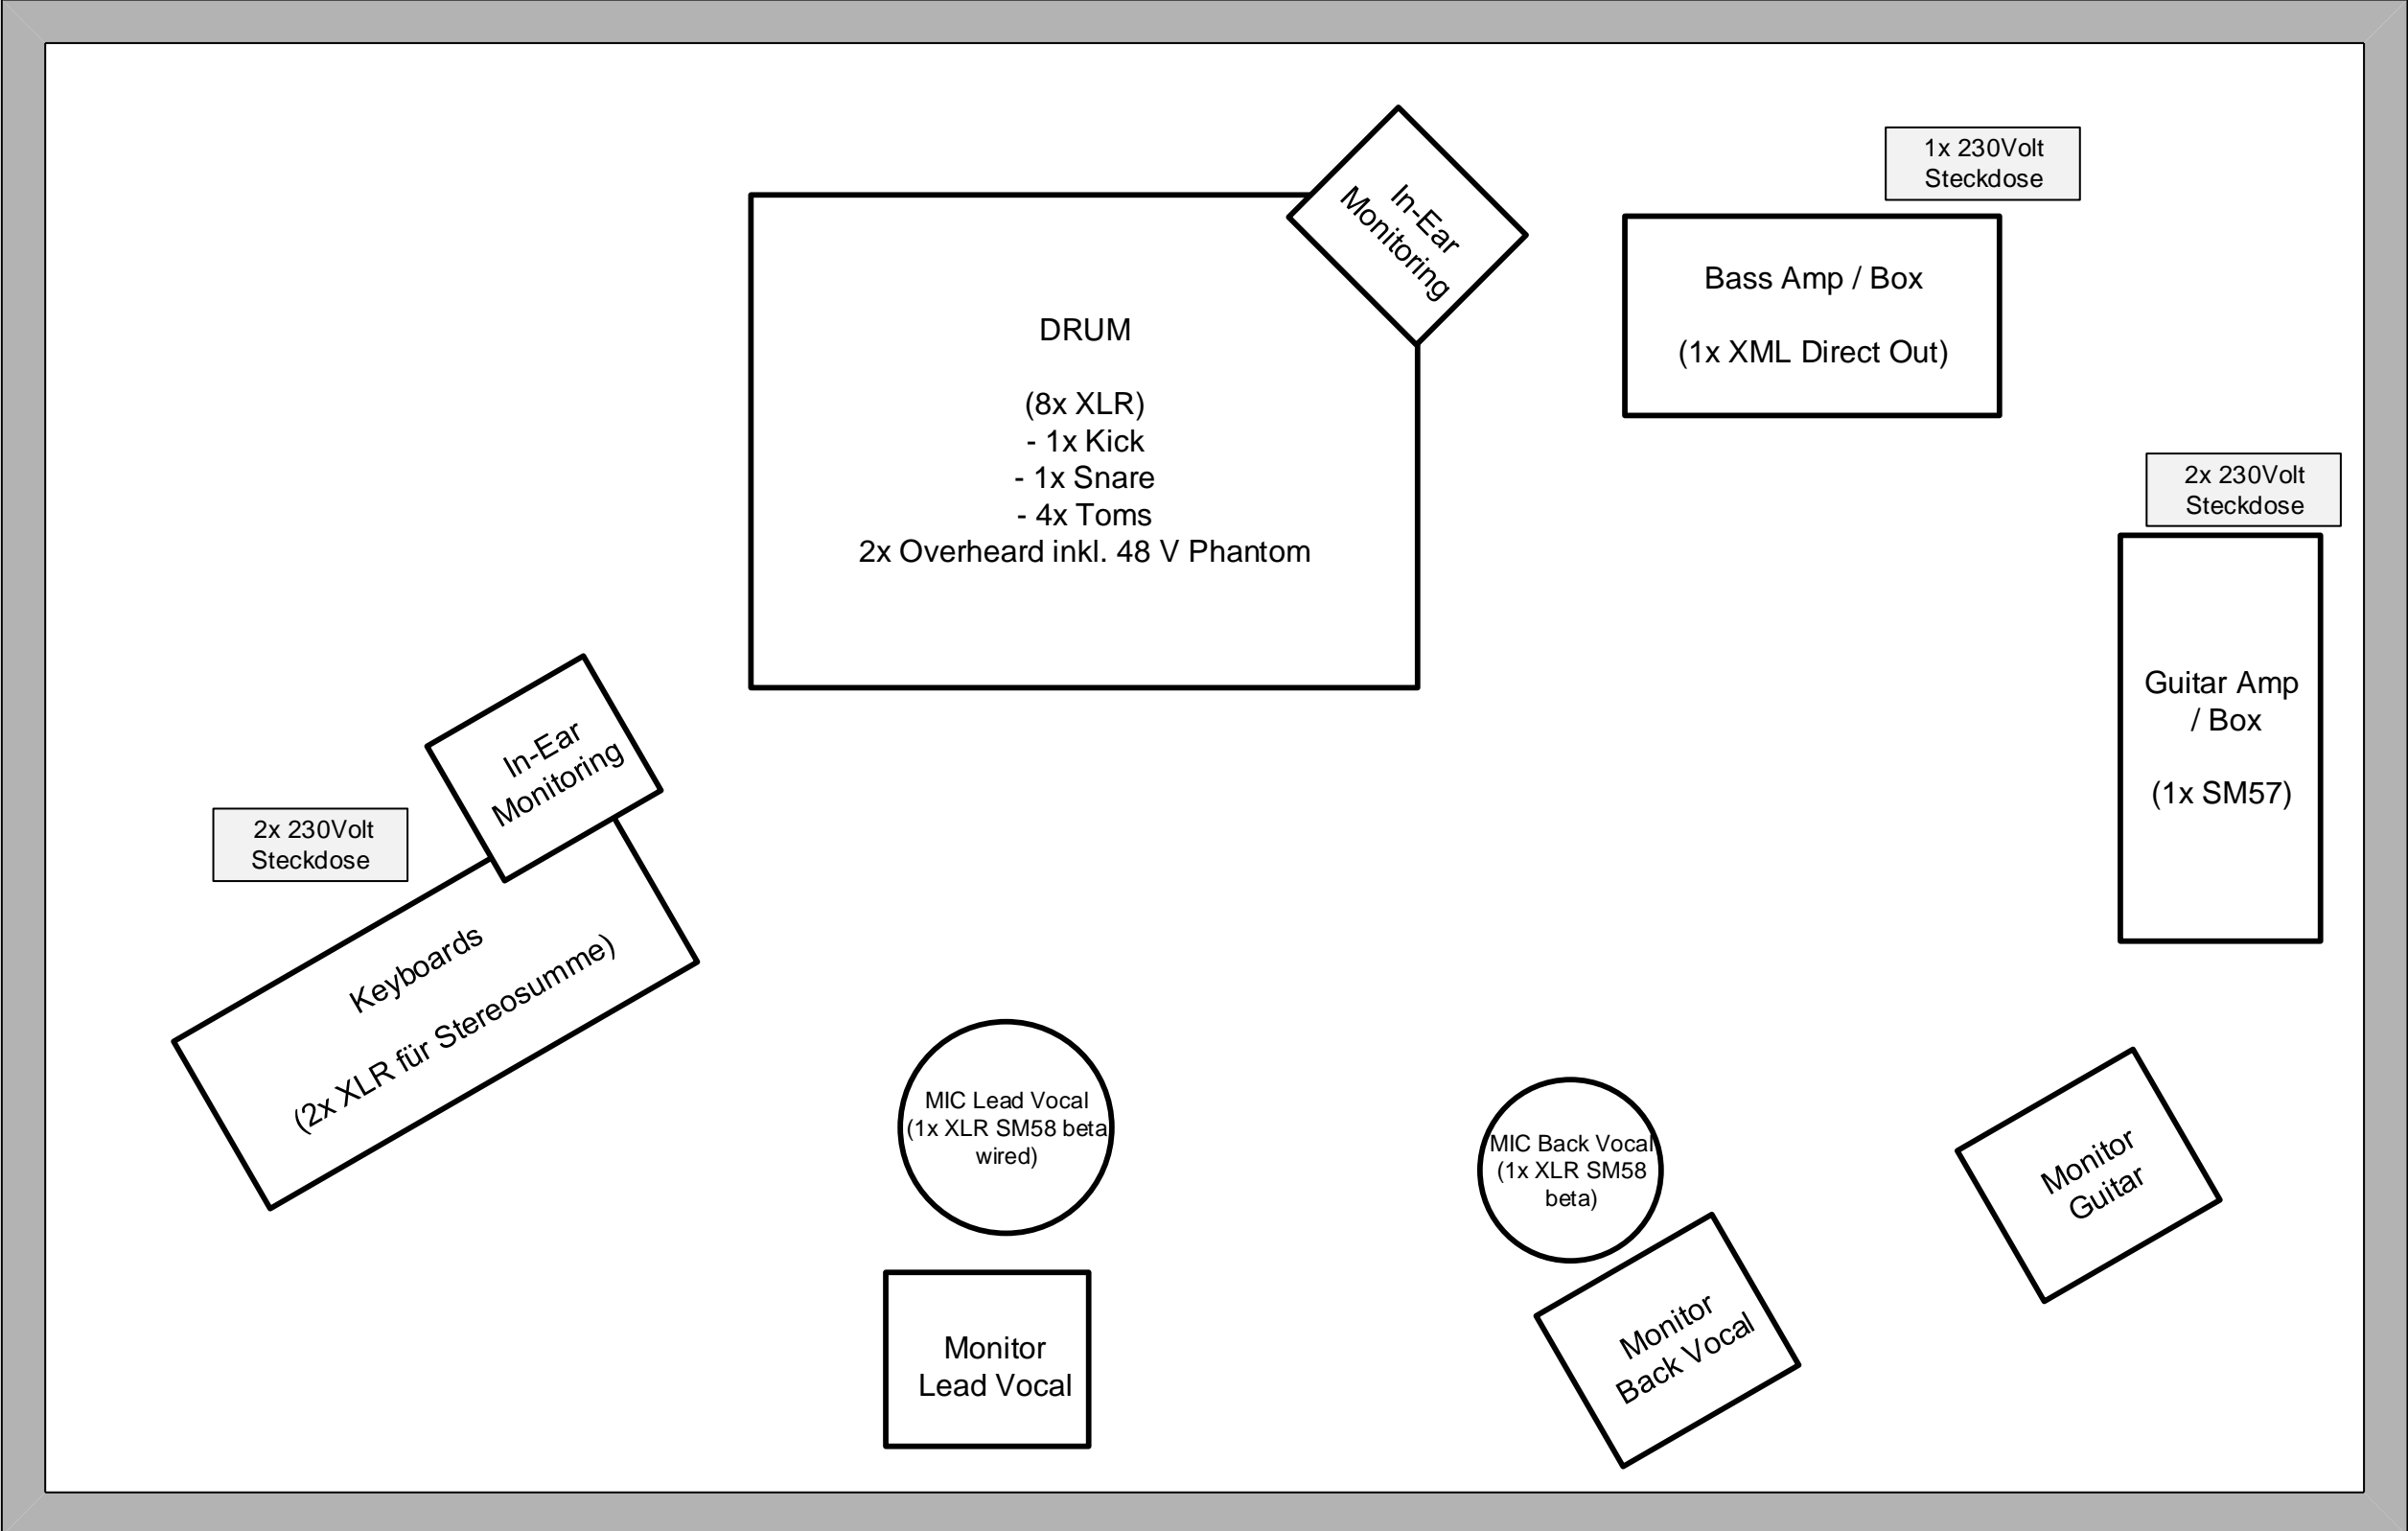 In-Ear
Monitoring
1x 230Volt
Steckdose
DRUM
(8x XLR)
- 1x Kick
- 1x Snare
- 4x Toms
2x Overheard inkl. 48 V Phantom
Bass Amp / Box
(1x XML Direct Out)
2x 230Volt
Steckdose
Guitar Amp
/ Box
(1x SM57)
In-Ear
Monitoring
2x 230Volt
Steckdose
Keyboards
(2x XLR für Stereosumme)
MIC Lead Vocal
(1x XLR SM58 beta
wired)
MIC Back Vocal
(1x XLR SM58
beta)
Monitor
Guitar
Monitor
Lead Vocal
Monitor
Back Vocal